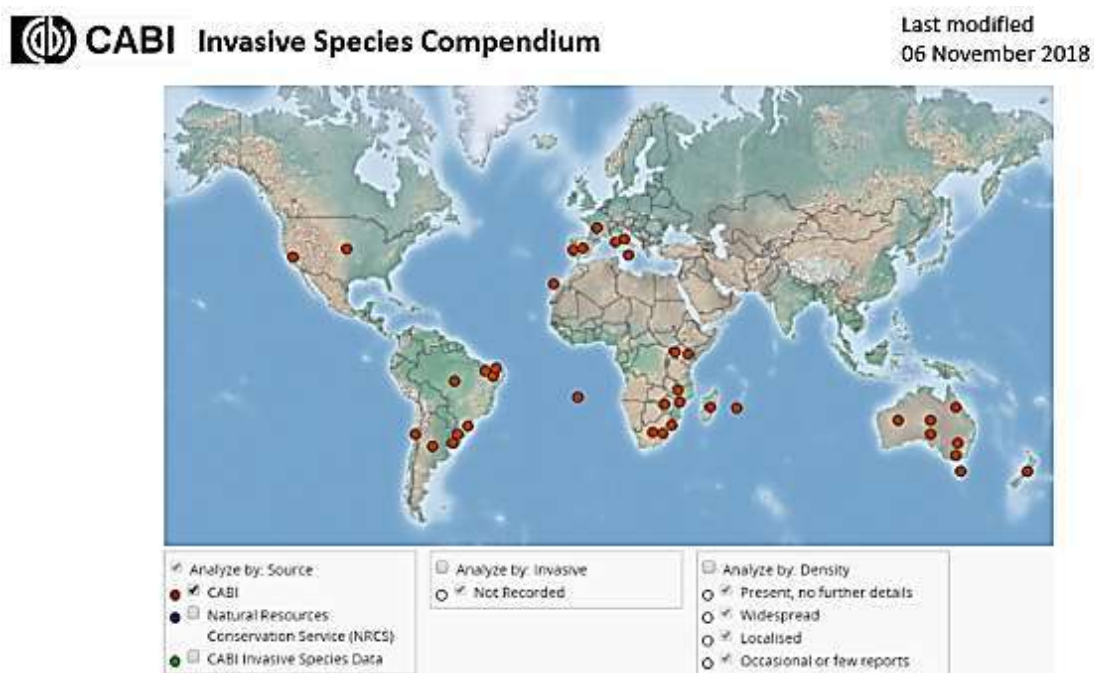 CABI Invasive Species Compendium
Last modified
06 November 2018
Analyze by: Source
CABI
Natural Resources
Conservation Service (NRCS)
CABI Invasive Species Data
Analyze by: Invasive
Not Recorded
Analyze by: Density
Present, no further details
Widespread
Localised
Occasional or few reports